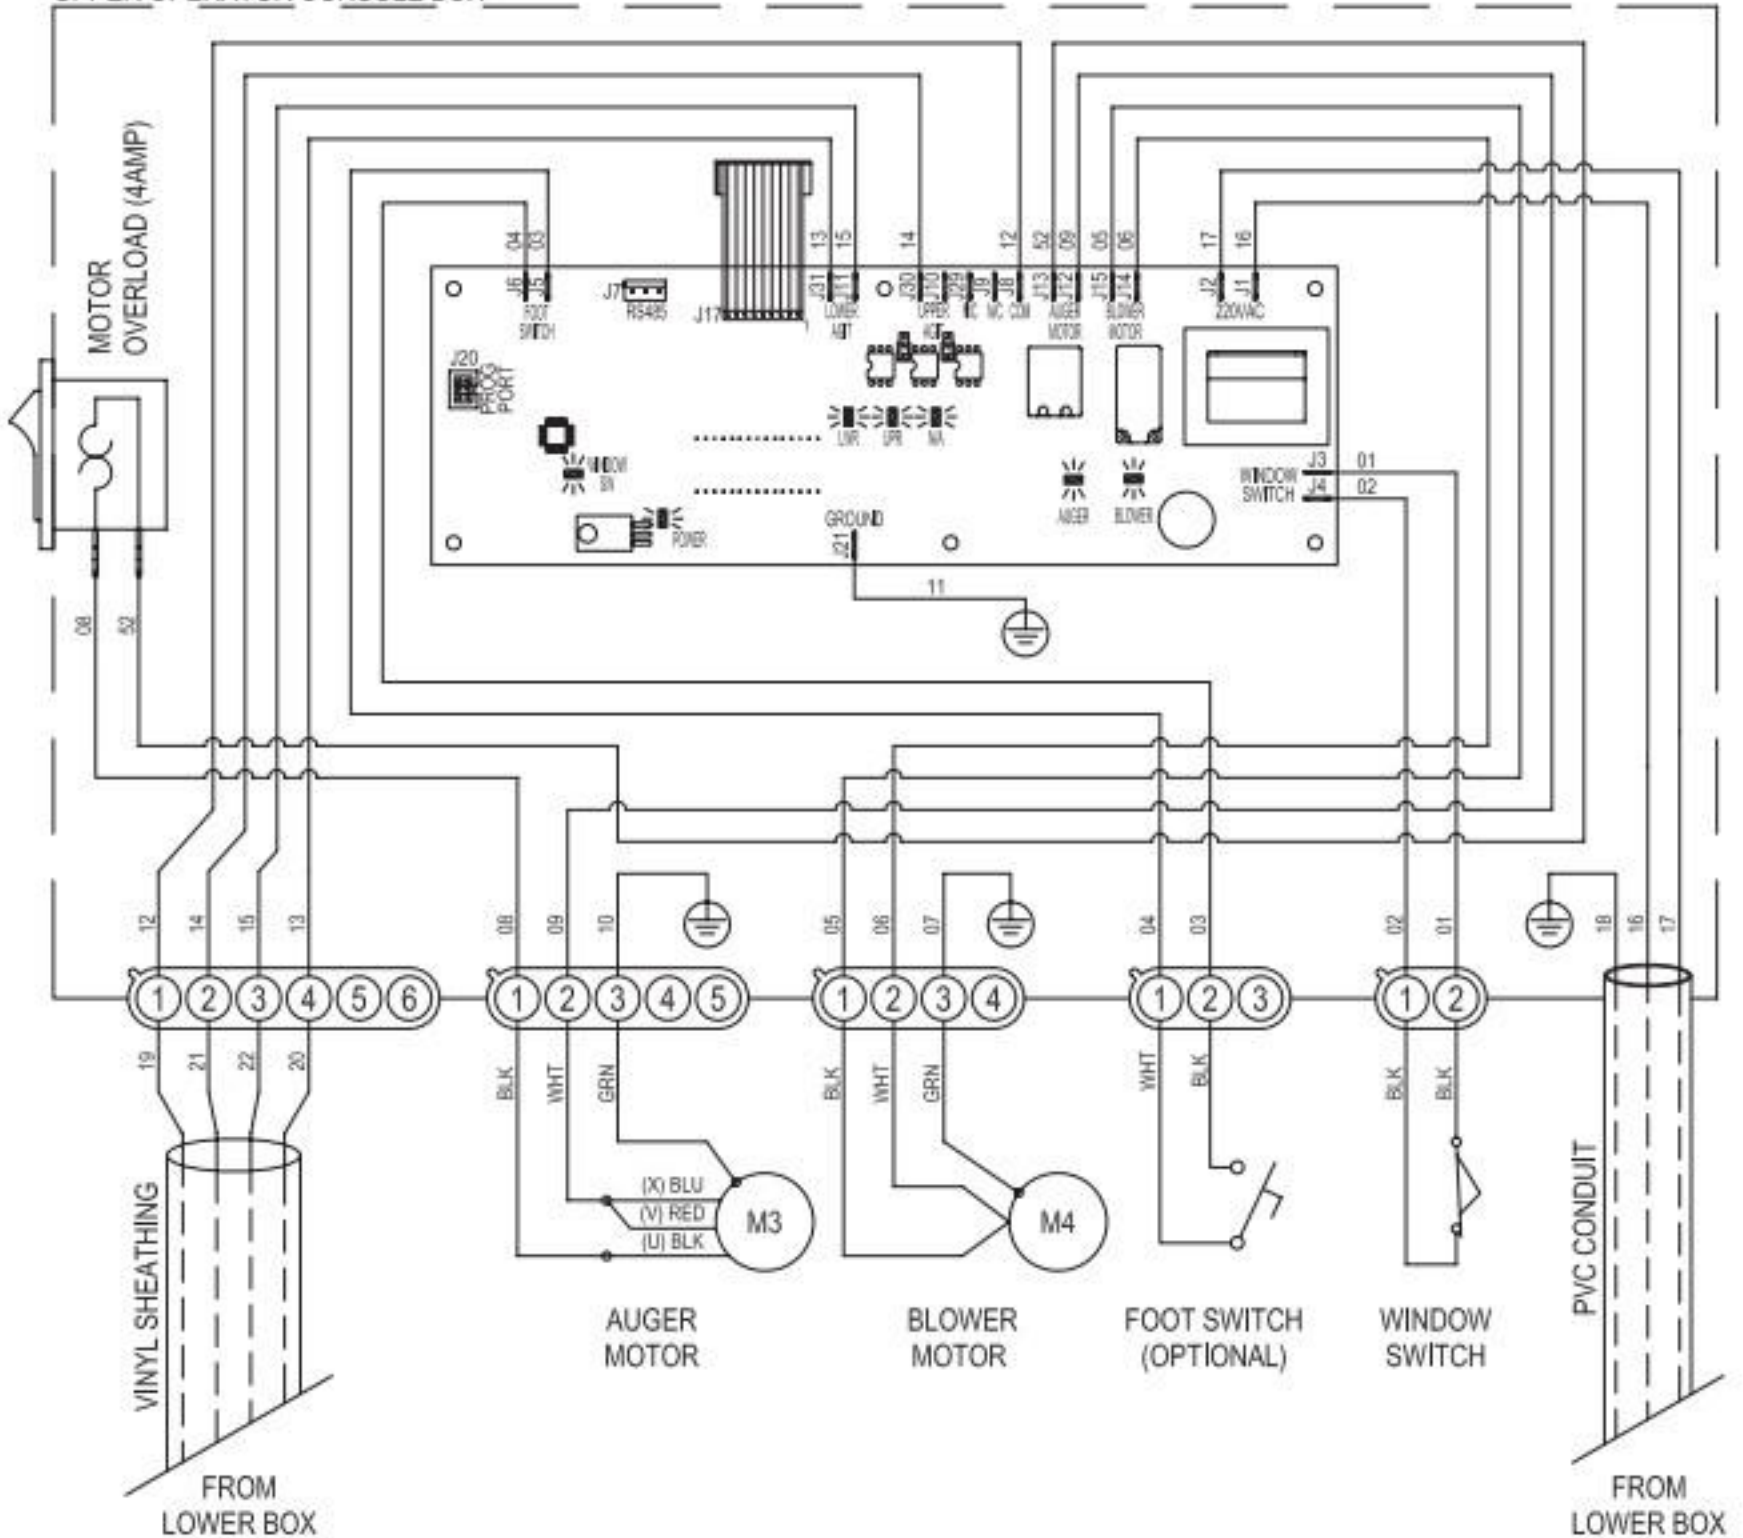 MOTOR
OVERLOAD (4AMP)
04
03
13
15
14
12
52
09
05
06
17
16
J6
J5
J7
J17
J31
J11
J30
J10
J29
J9
J8
J13
J12
J15
J14
J2
J1
FOOT
SWITCH
RS485
LOWER
AGIT
UPPER
AGIT
N/C
N/C
COM
AUGER
MOTOR
BLOWER
MOTOR
220VAC
J20
PROG
PORT
LWR
UPR
N/A
WINDOW
SW
POWER
GROUND
J21
AUGER
BLOWER
WINDOW
SWITCH
J3
J4
01
02
11
08
52
12
14
15
13
08
09
10
05
06
07
04
03
02
01
18
16
17
1 2 3 4 5 6
1 2 3 4 5
1 2 3 4
1 2 3
1 2
19
21
22
20
BLK
WHT
GRN
BLK
WHT
GRN
WHT
BLK
BLK
BLK
(X) BLU
(V) RED
(U) BLK
M3
M4
VINYL SHEATHING
PVC CONDUIT
AUGER
MOTOR
BLOWER
MOTOR
FOOT SWITCH
(OPTIONAL)
WINDOW
SWITCH
FROM
LOWER BOX
FROM
LOWER BOX